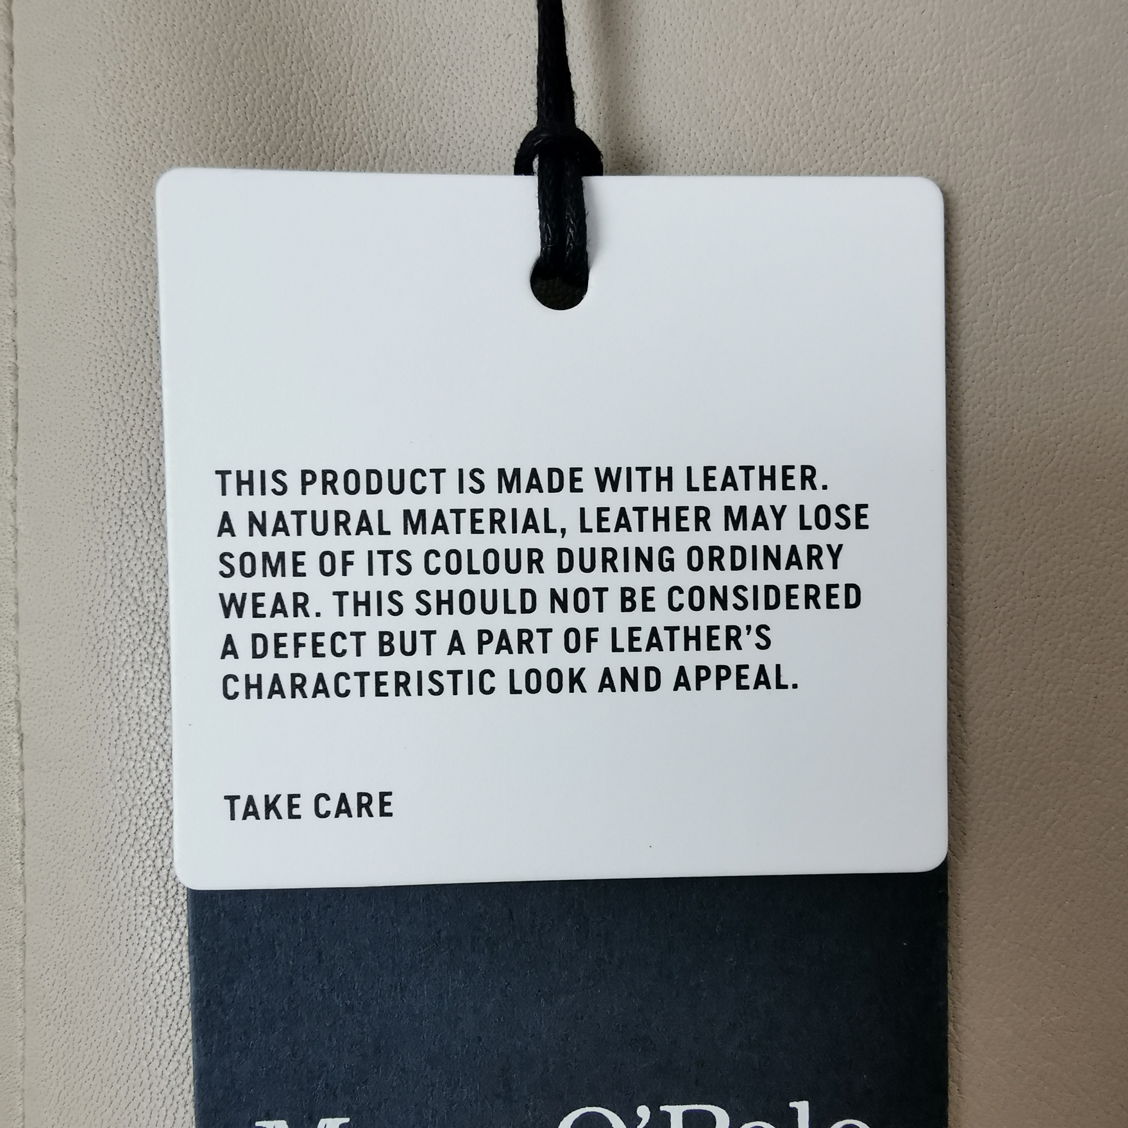 THIS PRODUCT IS MADE WITH LEATHER.
A NATURAL MATERIAL, LEATHER MAY LOSE
SOME OF ITS COLOUR DURING ORDINARY
WEAR. THIS SHOULD NOT BE CONSIDERED
A DEFECT BUT A PART OF LEATHER'S
CHARACTERISTIC LOOK AND APPEAL.
TAKE CARE